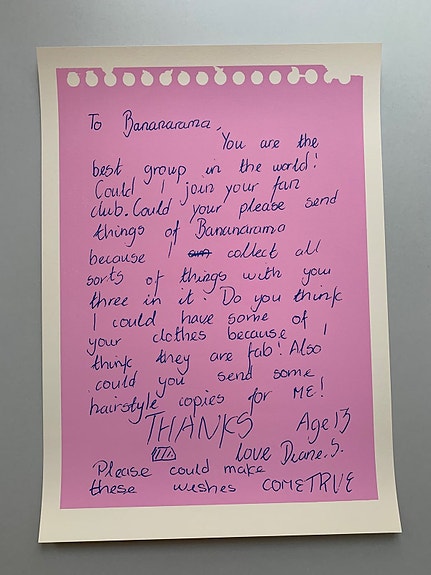 To Bananarama,
You are the
best group in the world!
Could I join your fan
club. Could your please send
things of Bananarama
because I am collect all
sorts of things with you
three in it. Do you think
I could have some of
your clothes because I
think they are fab! Also
could you send some
hairstyle copies for ME!
THANKS Age 13
love Diane.S.
Please could make
these wishes COMETRUE